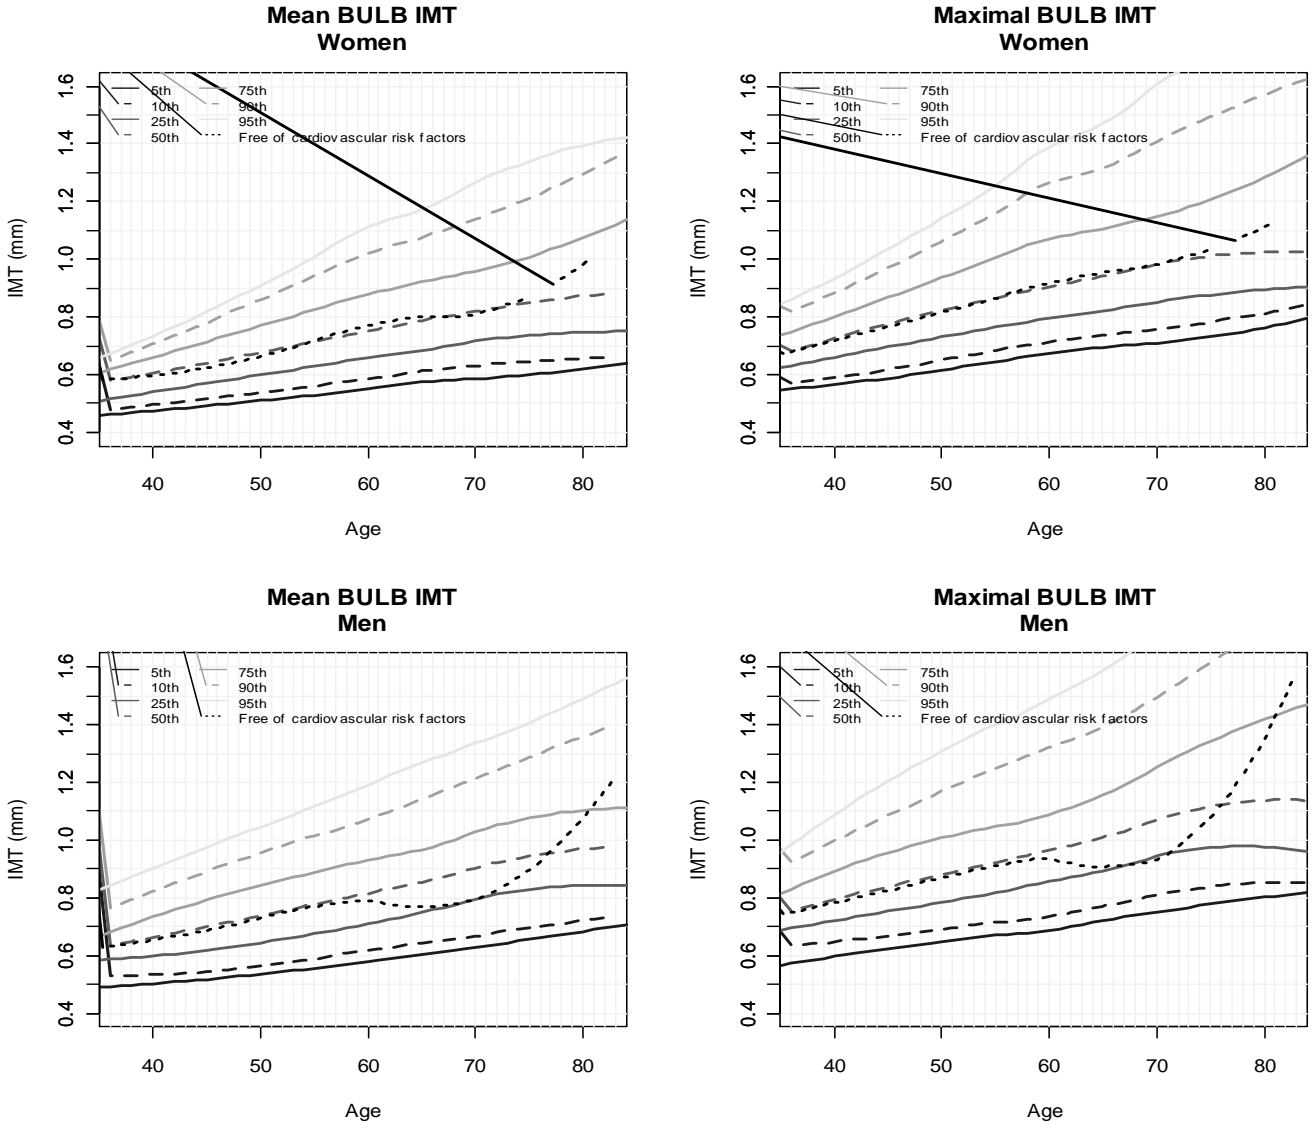 Mean BULB IMT
Women
IMT (mm)
1.6
1.4
1.2
1.0
0.8
0.6
0.4
5th
10th
25th
50th
75th
90th
95th
Free of cardiovascular risk factors
40 50 60 70 80
Age
Maximal BULB IMT
Women
IMT (mm)
1.6
1.4
1.2
1.0
0.8
0.6
0.4
5th
10th
25th
50th
75th
90th
95th
Free of cardiovascular risk factors
40 50 60 70 80
Age
Mean BULB IMT
Men
IMT (mm)
1.6
1.4
1.2
1.0
0.8
0.6
0.4
5th
10th
25th
50th
75th
90th
95th
Free of cardiovascular risk factors
40 50 60 70 80
Age
Maximal BULB IMT
Men
IMT (mm)
1.6
1.4
1.2
1.0
0.8
0.6
0.4
5th
10th
25th
50th
75th
90th
95th
Free of cardiovascular risk factors
40 50 60 70 80
Age